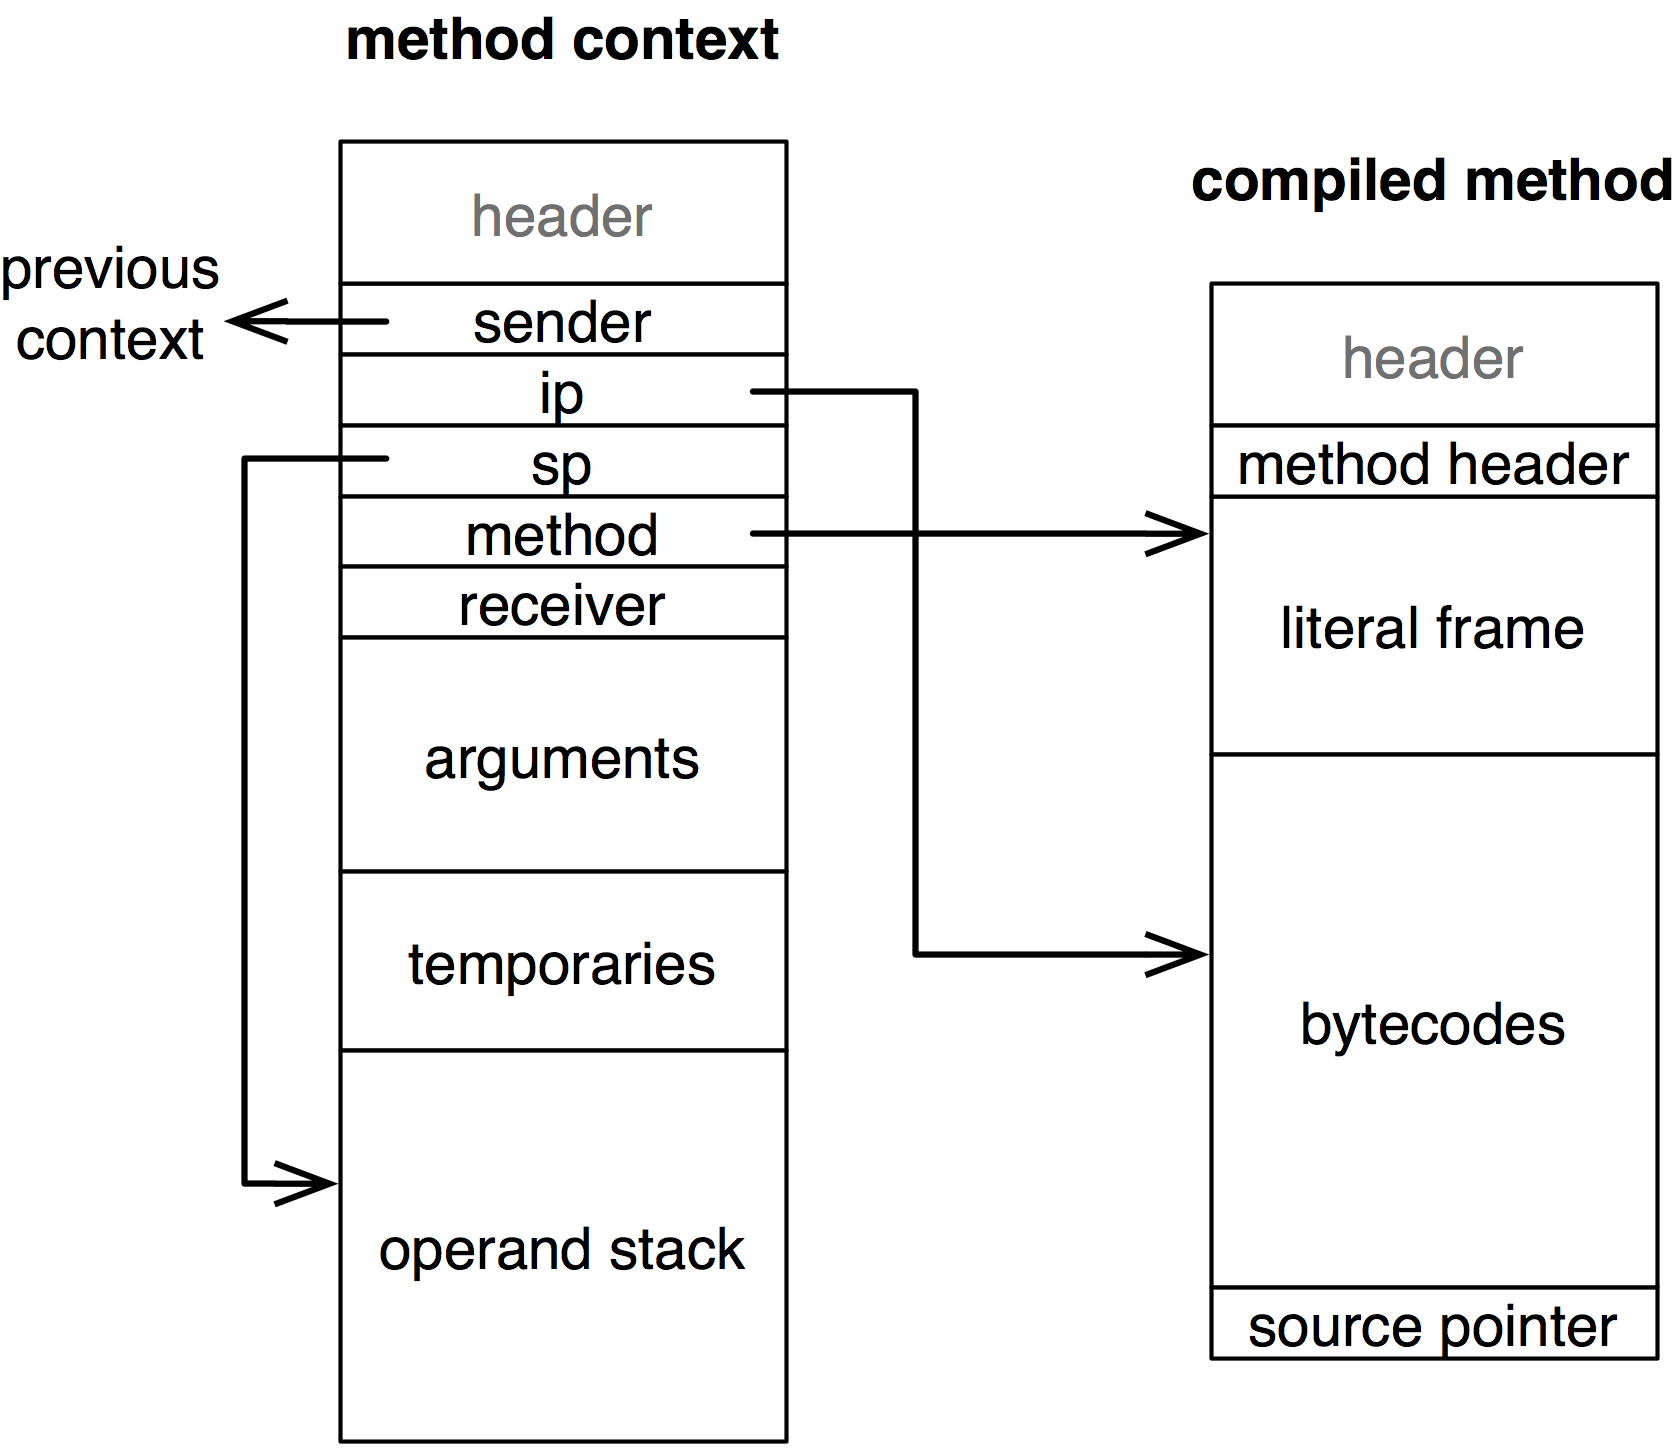 method context
header
previous
context
sender
ip
sp
method
receiver
arguments
temporaries
operand stack
compiled method
header
method header
literal frame
bytecodes
source pointer